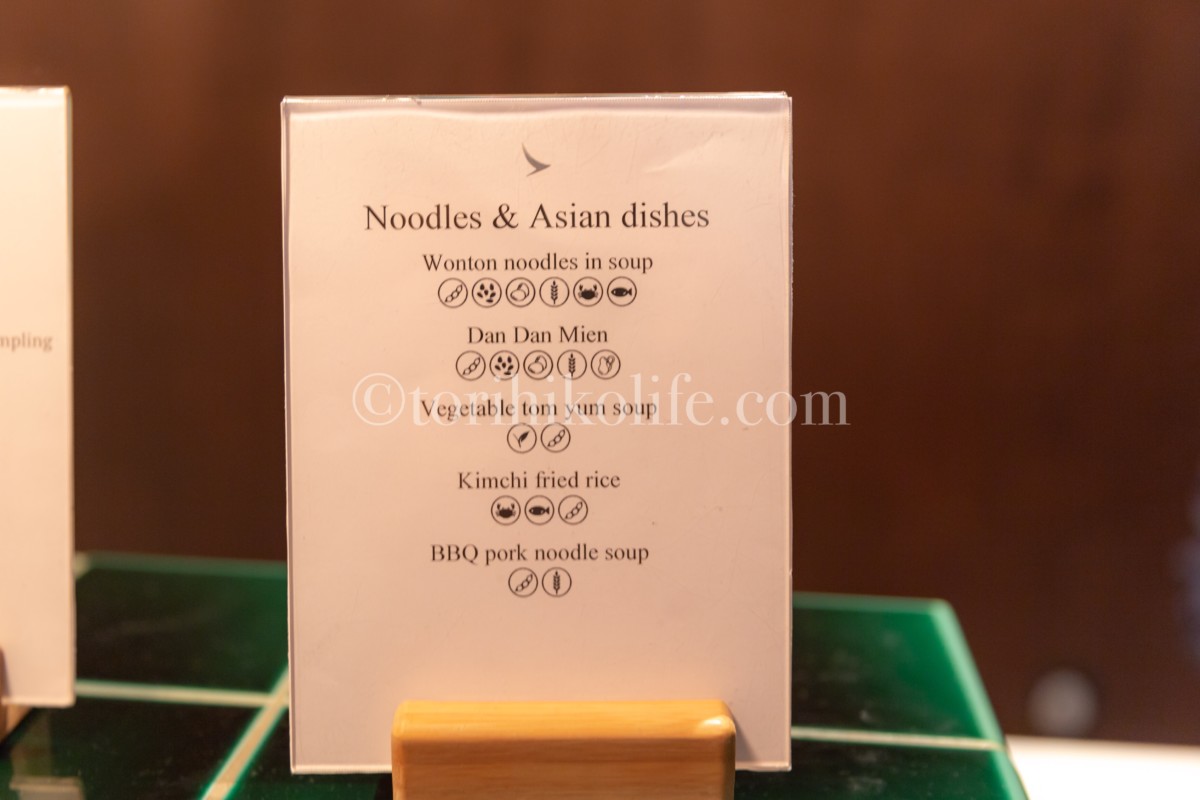 Noodles & Asian dishes
Wonton noodles in soup
Dan Dan Mien
Vegetable tom yum soup
Kimchi fried rice
BBQ pork noodle soup
mpling
©torihikolife.com